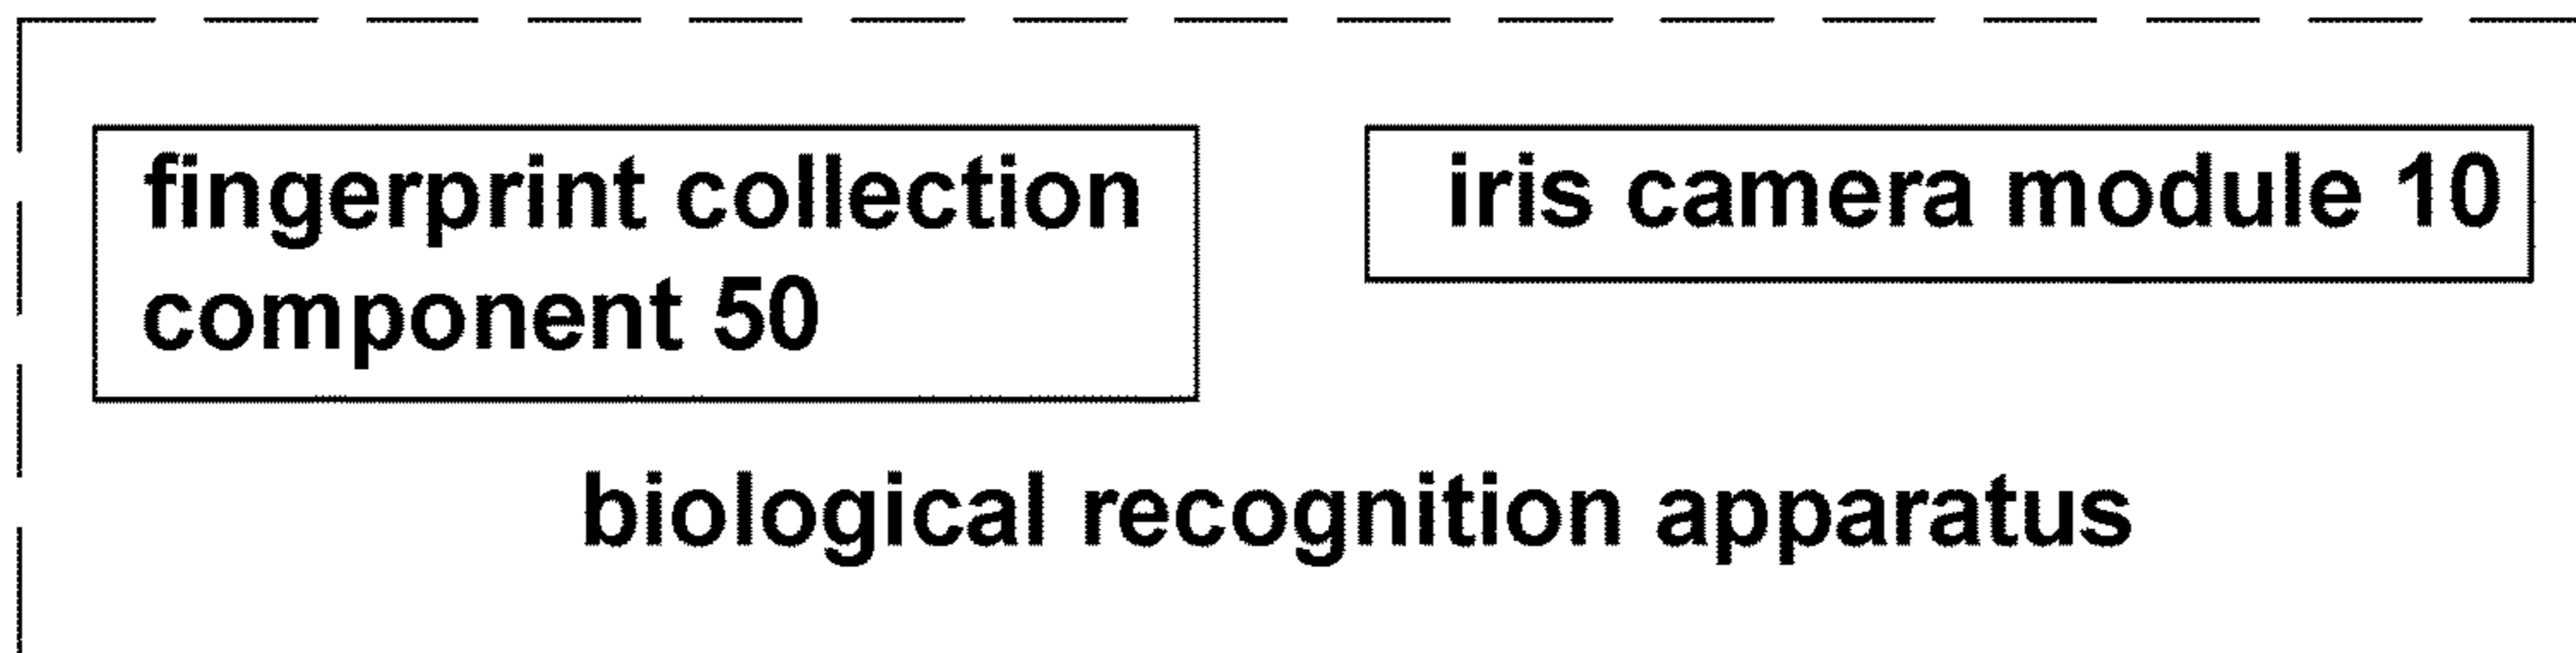 fingerprint collection
component 50
iris camera module 10
biological recognition apparatus